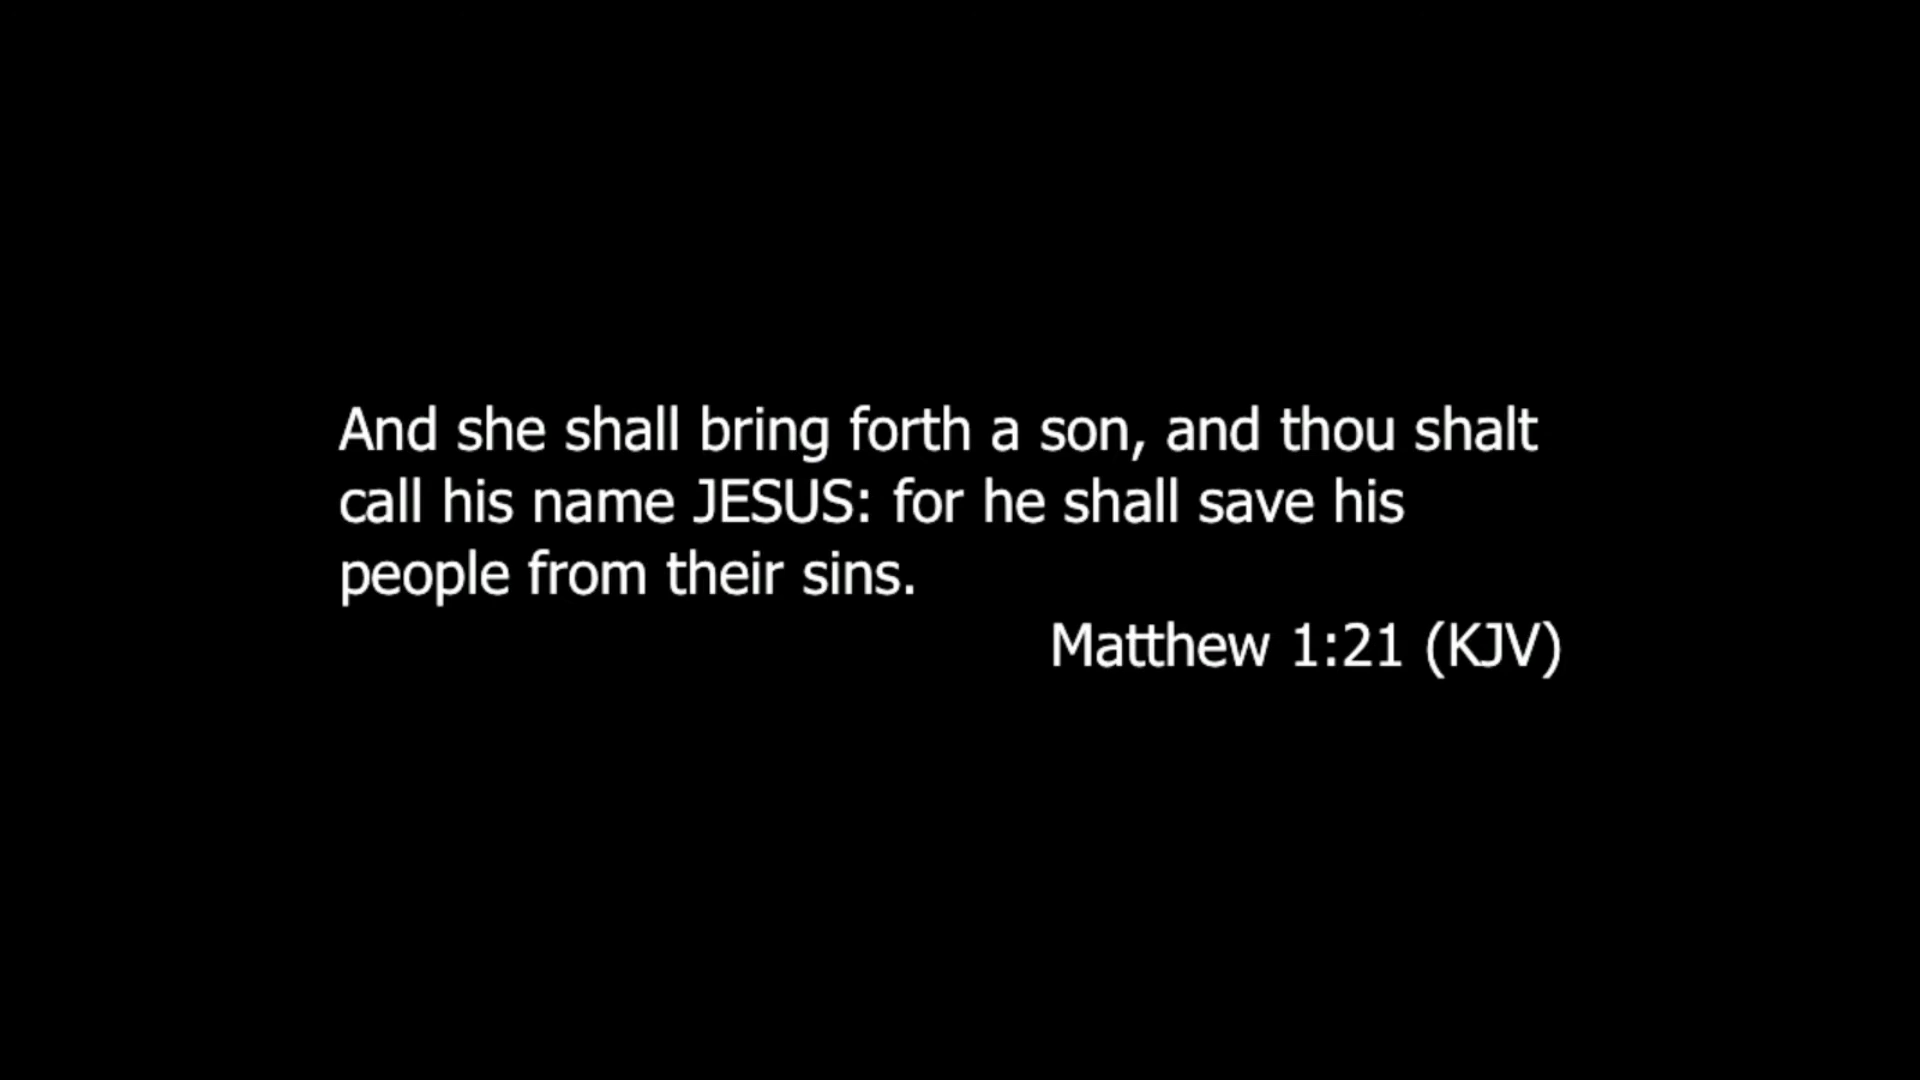 And she shall bring forth a son, and thou shalt
call his name JESUS: for he shall save his
people from their sins.
Matthew 1:21 (KJV)